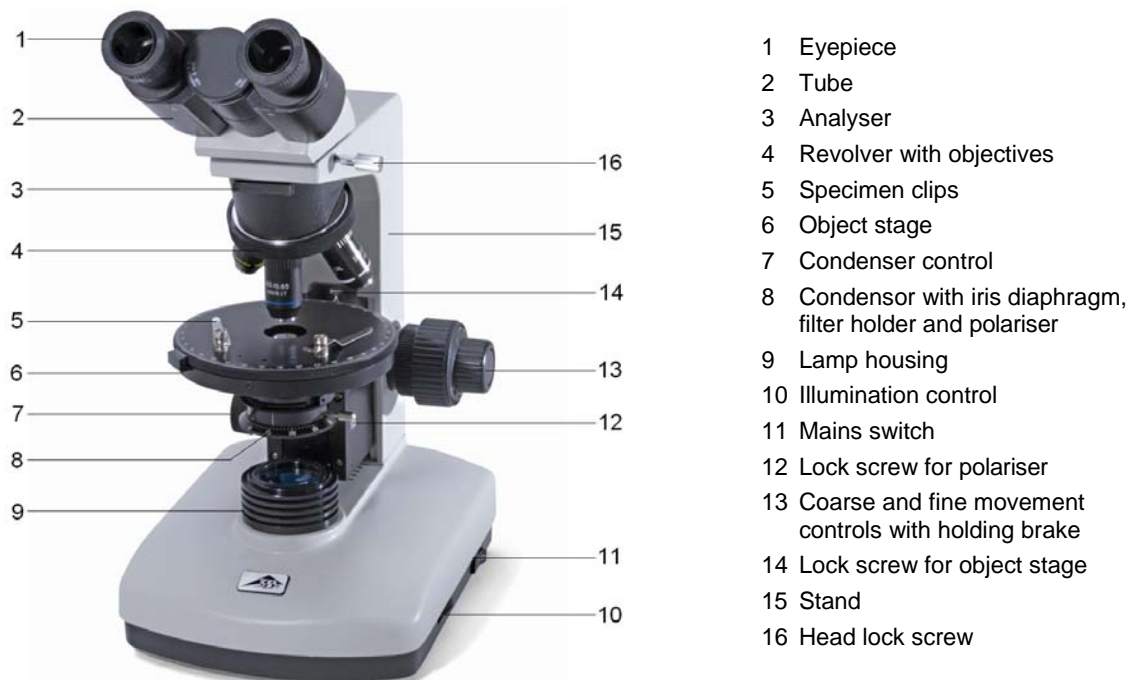 1
2
3
4
5
6
7
8
9
16
15
14
13
12
11
10
1 Eyepiece
2 Tube
3 Analyser
4 Revolver with objectives
5 Specimen clips
6 Object stage
7 Condenser control
8 Condensor with iris diaphragm,
filter holder and polariser
9 Lamp housing
10 Illumination control
11 Mains switch
12 Lock screw for polariser
13 Coarse and fine movement
controls with holding brake
14 Lock screw for object stage
15 Stand
16 Head lock screw